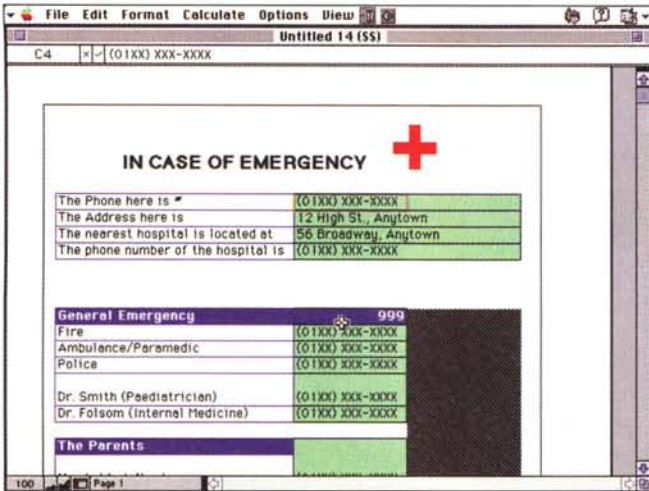 File Edit Format Calculate Options View
Untitled 14 (SS)
C4 (01XX) XXX-XXXX
IN CASE OF EMERGENCY
The Phone here is (01XX) XXX-XXXX
The Address here is 12 High St., Anytown
The nearest hospital is located at 56 Broadway, Anytown
The phone number of the hospital is (01XX) XXX-XXXX
General Emergency 999
Fire (01XX) XXX-XXXX
Ambulance/Paramedic (01XX) XXX-XXXX
Police (01XX) XXX-XXXX
Dr. Smith (Paediatrician) (01XX) XXX-XXXX
Dr. Folsom (Internal Medicine) (01XX) XXX-XXXX
The Parents
100 Page 1